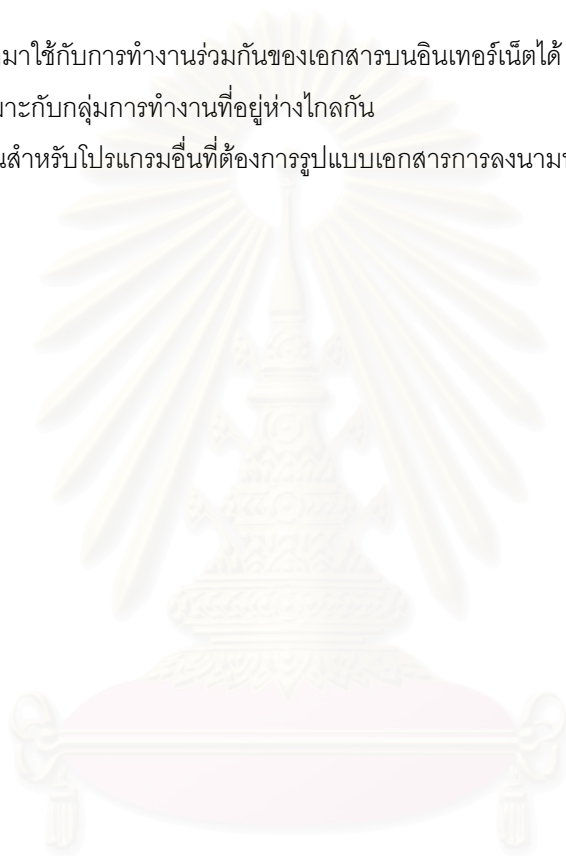 มาใช้กับการทำงานร่วมกันของเอกสารบนอินเทอร์เน็ตได้
มาะกับกลุ่มการทำงานที่อยู่ห่างไกลกัน
นสำหรับโปรแกรมอื่นที่ต้องการรูปแบบเอกสารการลงนาม